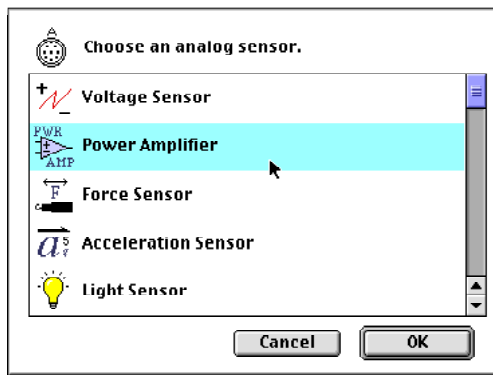 A
Choose an analog sensor.
Voltage Sensor
PWR
AMP
Power Amplifier
F
Force Sensor
a
Acceleration Sensor
Light Sensor
Cancel
OK